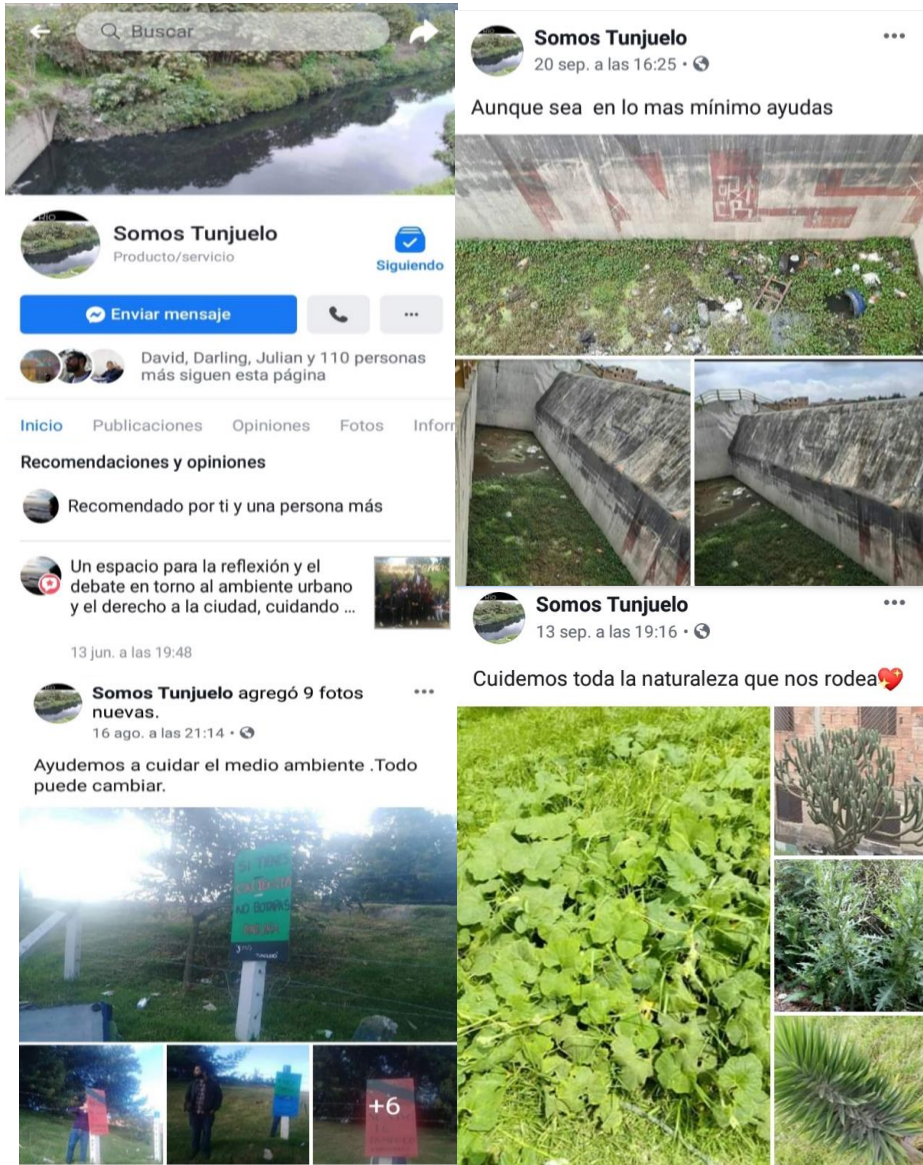 Buscar
Somos Tunjuelo
Producto/servicio
Siguiendo
Enviar mensaje
David, Darling, Julian y 110 personas
más siguen esta página
Inicio Publicaciones Opiniones Fotos Inforr
Recomendaciones y opiniones
Recomendado por ti y una persona más
Un espacio para la reflexión y el
debate en torno al ambiente urbano
y el derecho a la ciudad, cuidando ...
13 jun. a las 19:48
Somos Tunjuelo agregó 9 fotos
nuevas.
16 ago. a las 21:14 •
Ayudemos a cuidar el medio ambiente .Todo
puede cambiar.
SI TIENES
NO BOTARAS
+6
Somos Tunjuelo
20 sep. a las 16:25 •
Aunque sea en lo mas mínimo ayudas
Somos Tunjuelo
13 sep. a las 19:16 •
Cuidemos toda la naturaleza que nos rodea💖